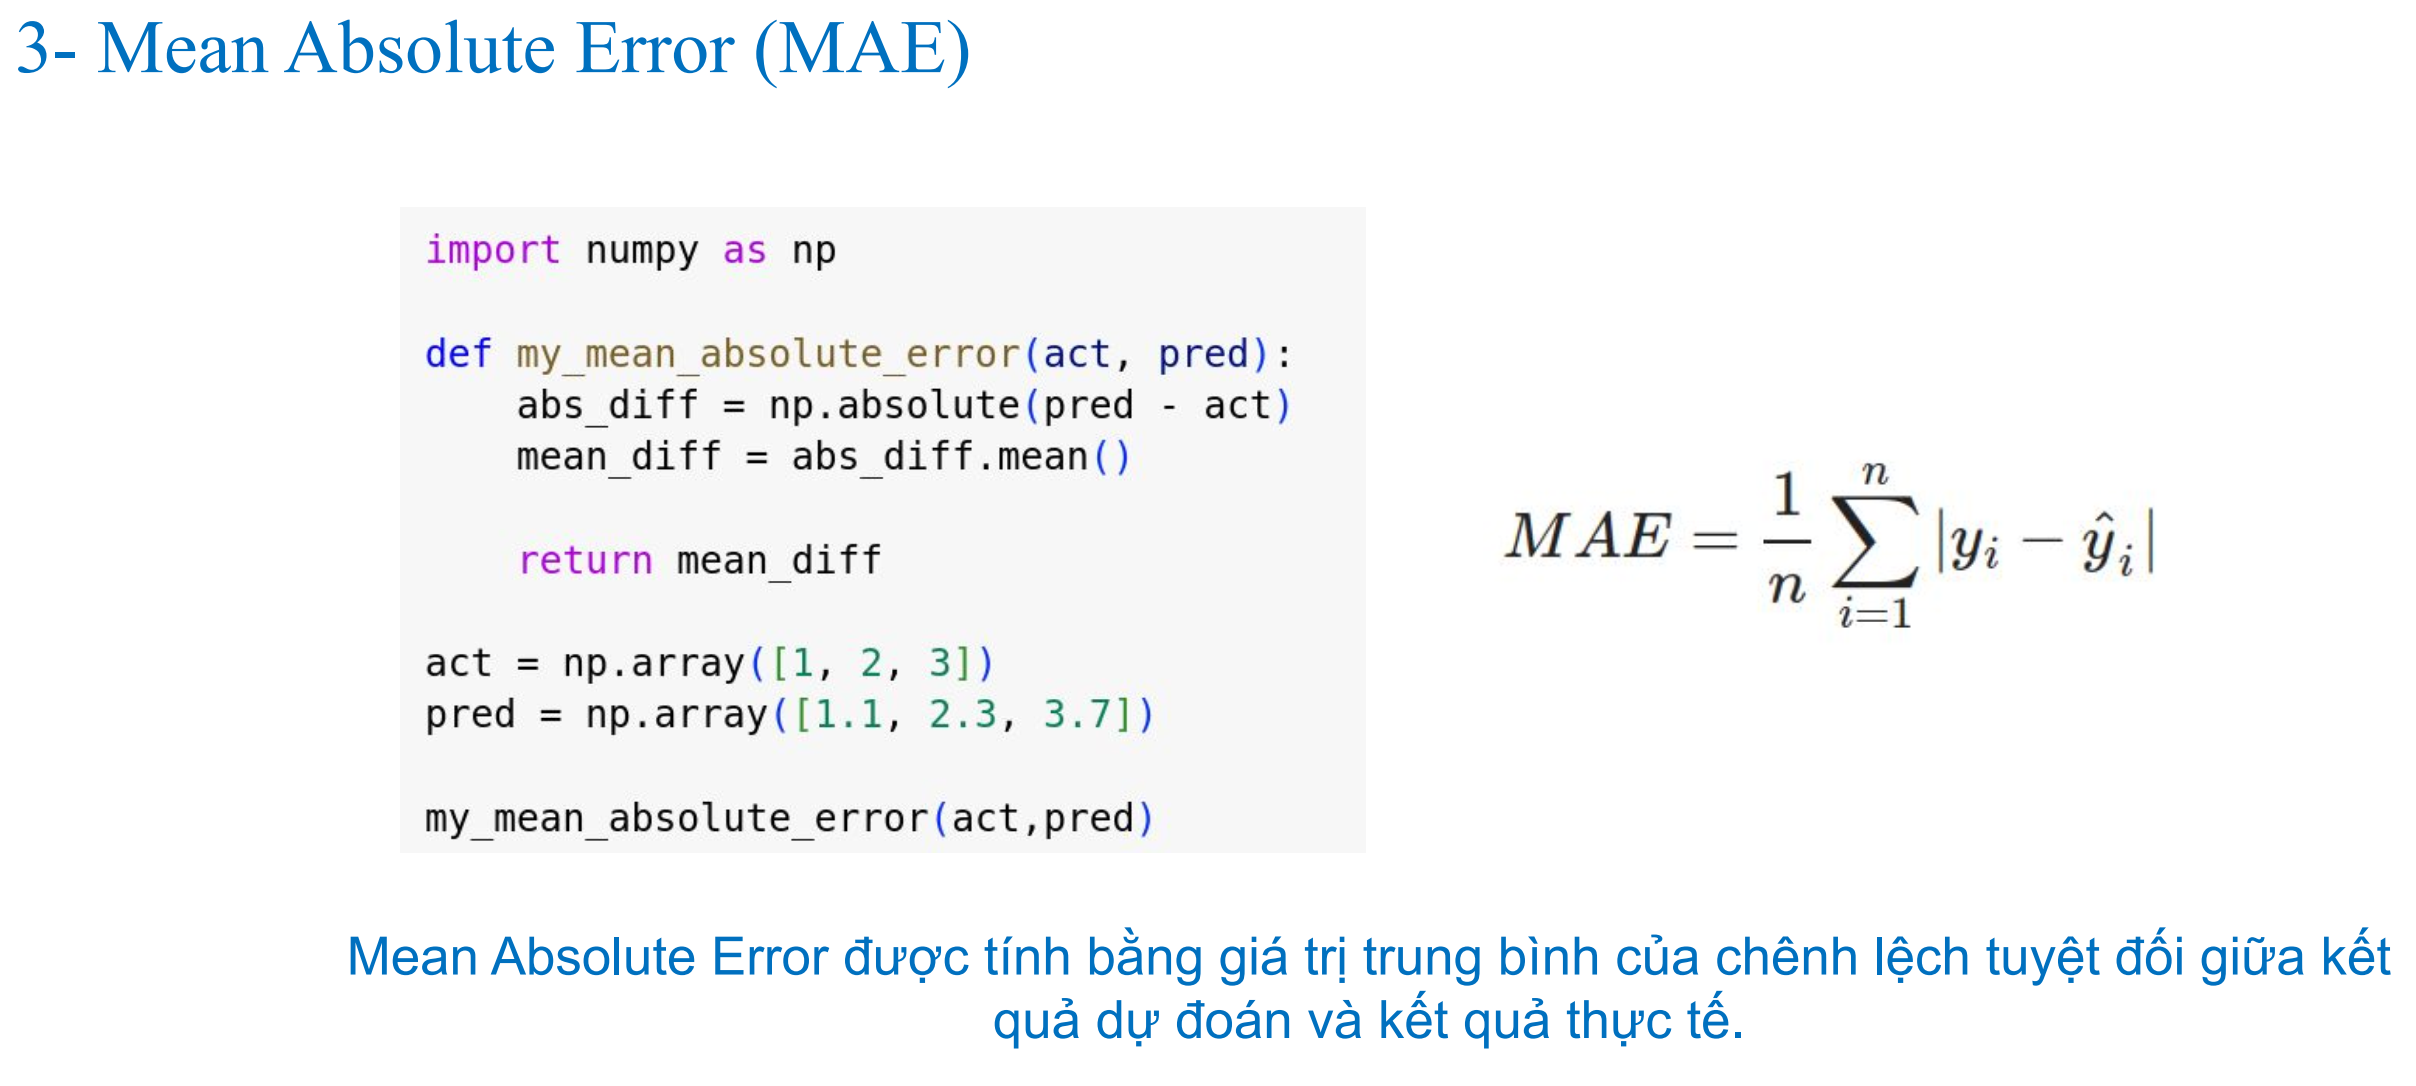 3- Mean Absolute Error (MAE)
import numpy as np
def my_mean_absolute_error(act, pred):
    abs_diff = np.absolute(pred - act)
    mean_diff = abs_diff.mean()
    return mean_diff
act = np.array([1, 2, 3])
pred = np.array([1.1, 2.3, 3.7])
my_mean_absolute_error(act,pred)
MAE = \frac{1}{n} \sum_{i=1}^{n} |y_i - \hat{y}_i|
Mean Absolute Error được tính bằng giá trị trung bình của chênh lệch tuyệt đối giữa kết
quả dự đoán và kết quả thực tế.